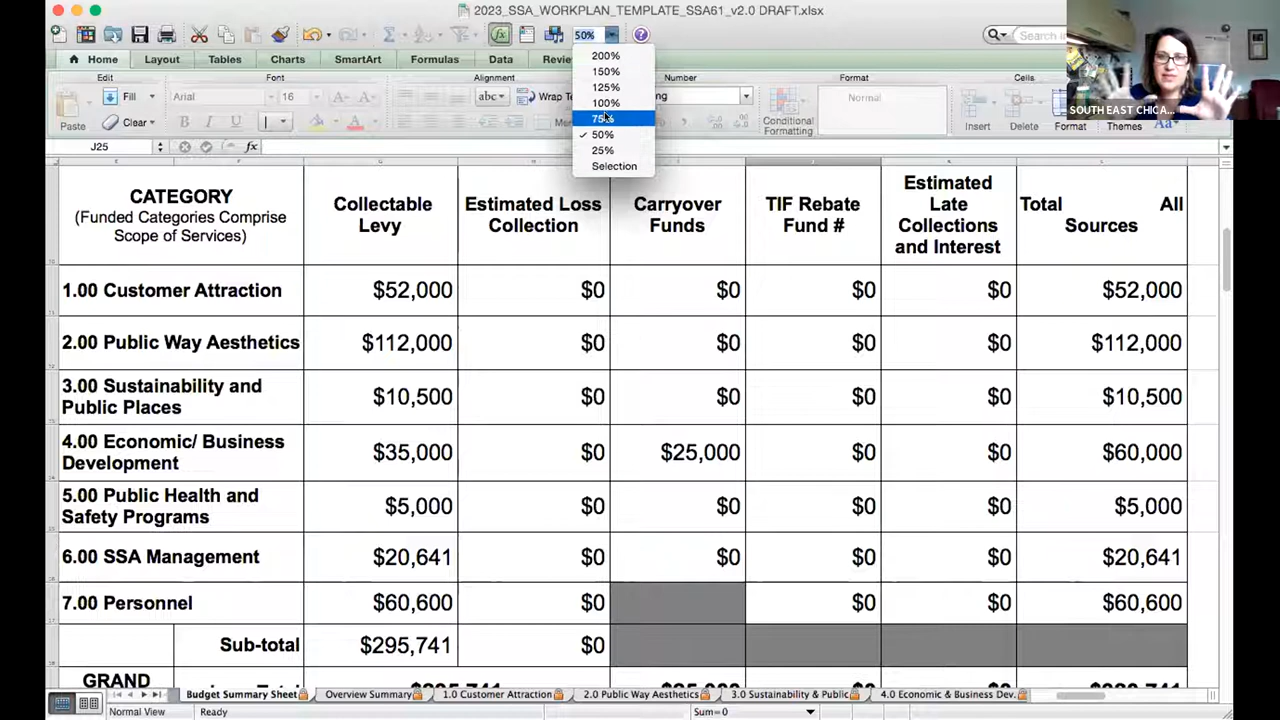 2023_SSA_WORKPLAN_TEMPLATE_SSA61_v2.0 DRAFT.xlsx
50%
Search in
Home Layout Tables Charts SmartArt Formulas Data
200%
150%
125%
100%
50%
25%
Selection
Edit Font Alignment Number Format Cells
Fill Arial 16 A A abc Normal
Paste Clear B I U A Conditional Formatting Insert Format Themes Aa
SOUTH EAST CHICA...
J25 fx
CATEGORY
(Funded Categories Comprise
Scope of Services)
Collectable
Levy
Estimated Loss
Collection
Carryover
Funds
TIF Rebate
Fund #
Estimated
Late
Collections
and Interest
Total All
Sources
1.00 Customer Attraction $52,000 $0 $0 $0 $0 $52,000
2.00 Public Way Aesthetics $112,000 $0 $0 $0 $0 $112,000
3.00 Sustainability and
Public Places $10,500 $0 $0 $0 $0 $10,500
4.00 Economic/ Business
Development $35,000 $0 $25,000 $0 $0 $60,000
5.00 Public Health and
Safety Programs $5,000 $0 $0 $0 $0 $5,000
6.00 SSA Management $20,641 $0 $0 $0 $0 $20,641
7.00 Personnel $60,600 $0 $0 $0 $60,600
Sub-total $295,741 $0
GRAND
Budget Summary Sheet Overview Summary 1.0 Customer Attraction 2.0 Public Way Aesthetics 3.0 Sustainability & Public 4.0 Economic & Business Dev.
Normal View Ready Sum=0